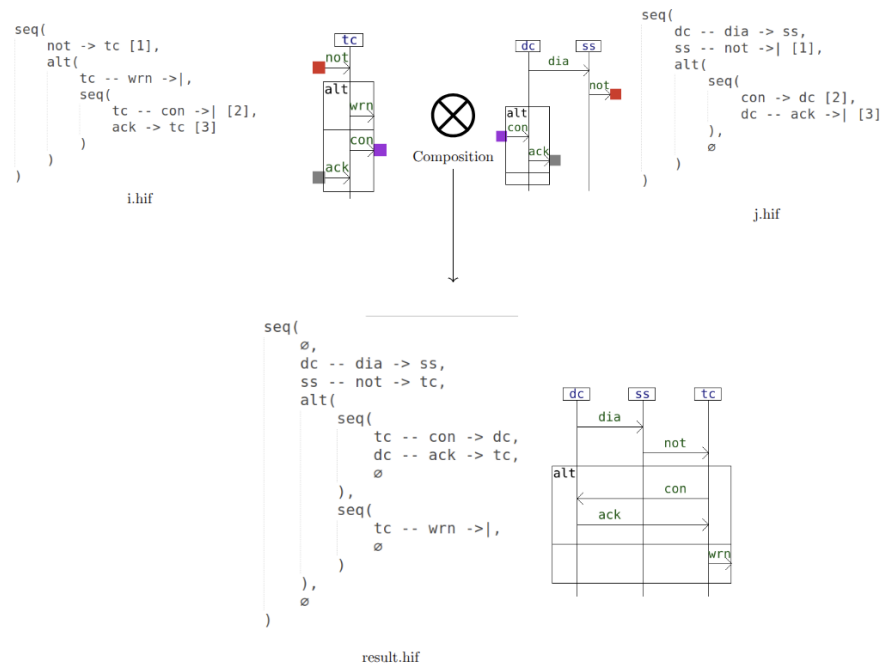 seq(
not -> tc [1],
alt(
tc -- wrn ->|,
seq(
tc -- con ->| [2],
ack -> tc [3]
)
)
)
i.hif
tc
not
alt
wrn
con
ack
Composition
dc ss
dia
not
alt
con
ack
seq(
dc -- dia -> ss,
ss -- not ->| [1],
alt(
seq(
con -> dc [2],
dc -- ack ->| [3]
),
∅
)
)
j.hif
seq(
∅,
dc -- dia -> ss,
ss -- not -> tc,
alt(
seq(
tc -- con -> dc,
dc -- ack -> tc,
∅
),
seq(
tc -- wrn ->|,
∅
)
),
∅
)
result.hif
dc ss tc
dia
not
alt
con
ack
wrn